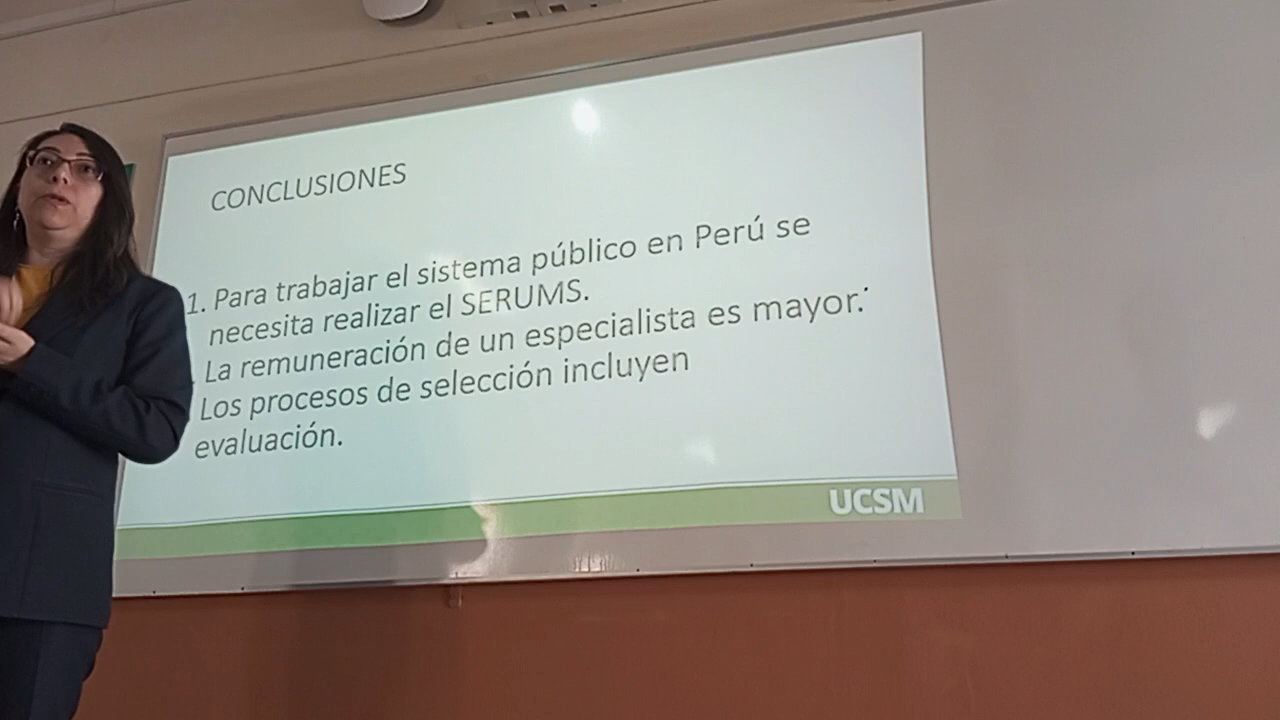 CONCLUSIONES
1. Para trabajar el sistema público en Perú se
necesita realizar el SERUMS.
La remuneración de un especialista es mayor.
Los procesos de selección incluyen
evaluación.
UCSM